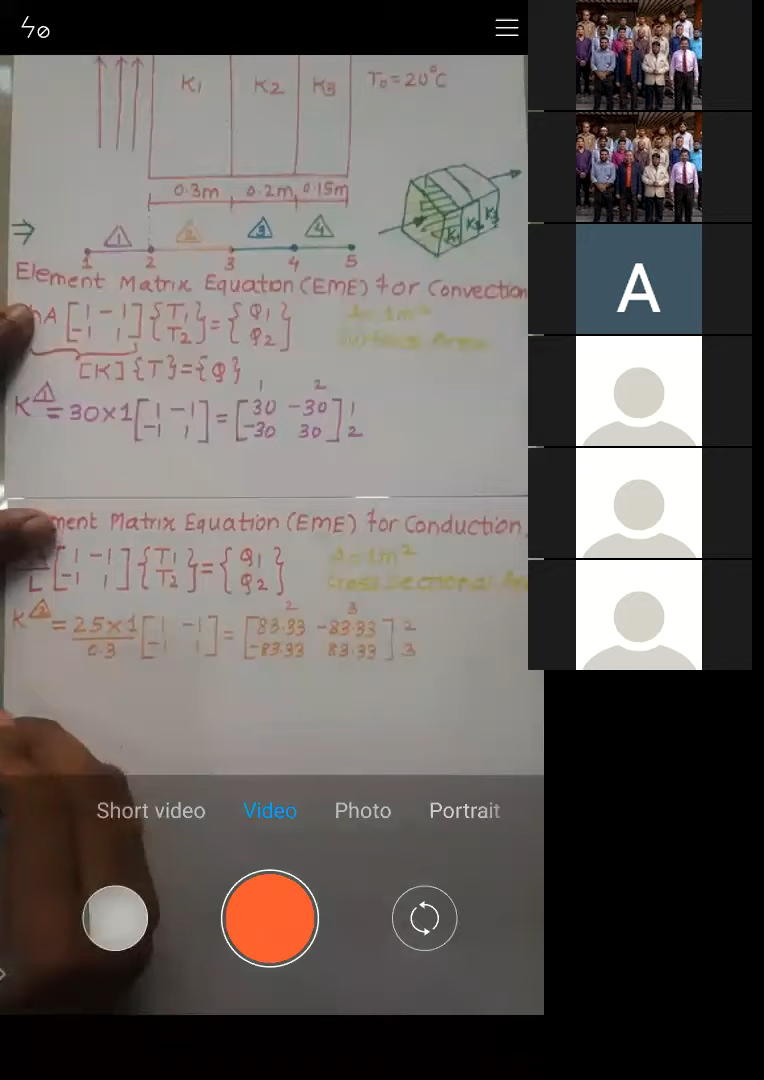 K1 K2 K3 T0=20°C
0.3m 0.2m 0.15m
⇒ 1 2 3 4
1 2 3 4 5
Element Matrix Equation (EME) for Convection
hA [1 -1 {T1 = {Q1
-1 1] T2} Q2}
[K]{T}={Q}
A=1m²
Surface Area
1 2
K 1 = 30×1 [1 -1 = [30 -30 1
-1 1] -30 30] 2
ment Matrix Equation (EME) for Conduction,
L [1 -1 {T1 = {Q1
-1 1] T2} Q2}
A=1m²
Cross Sectional
2 3
K 2 = 25×1 [1 -1 = [83.33 -83.33 2
0.3 -1 1] -83.33 83.33] 3
A
Short video Video Photo Portrait